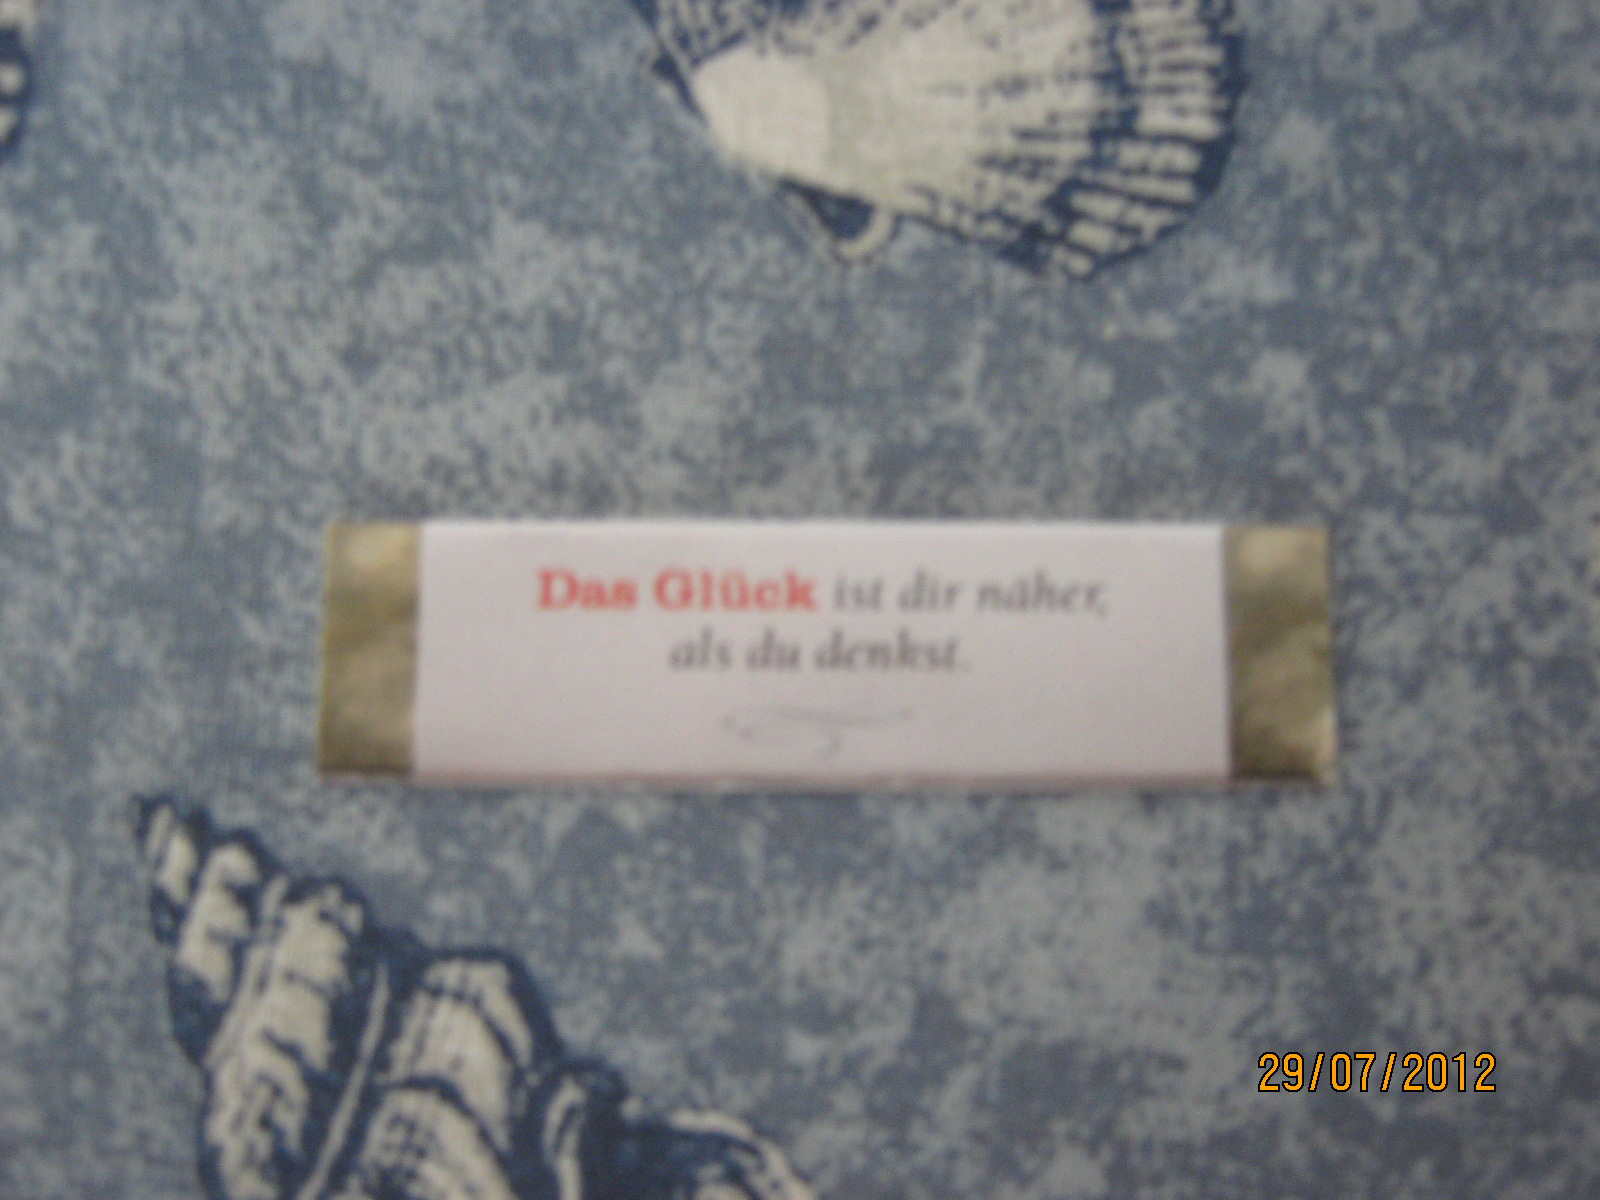 Das Glück ist dir näher,
als du denkst.
29/07/2012